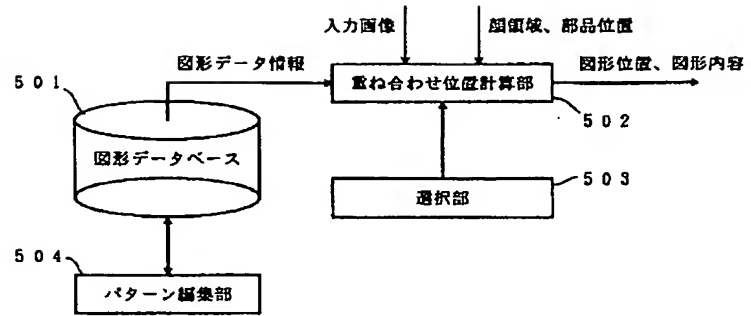 入力画像
顔領域、部品位置
図形データ情報
図形位置、図形内容
501
重ね合わせ位置計算部
502
図形データベース
503
選択部
504
パターン編集部